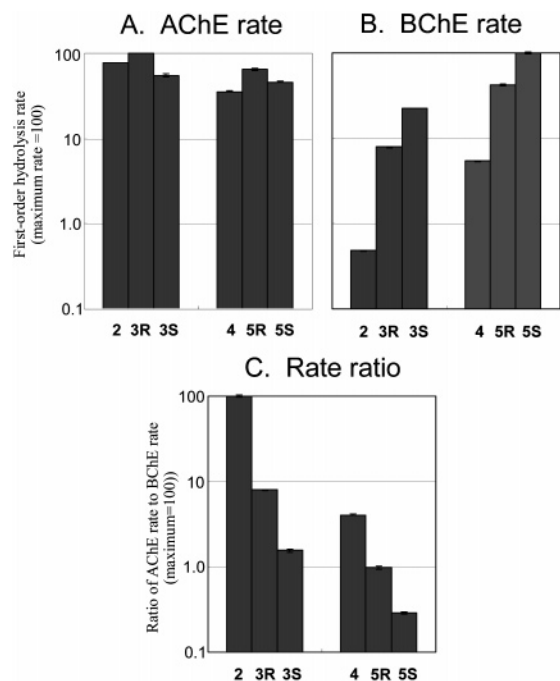 A. AChE rate
B. BChE rate
First-order hydrolysis rate
(maximum rate =100)
100
10
1.0
0.1
2 3R 3S 4 5R 5S
2 3R 3S 4 5R 5S
C. Rate ratio
Ratio of AChE rate to BChE rate
(maximum=100))
100
10
1.0
0.1
2 3R 3S 4 5R 5S